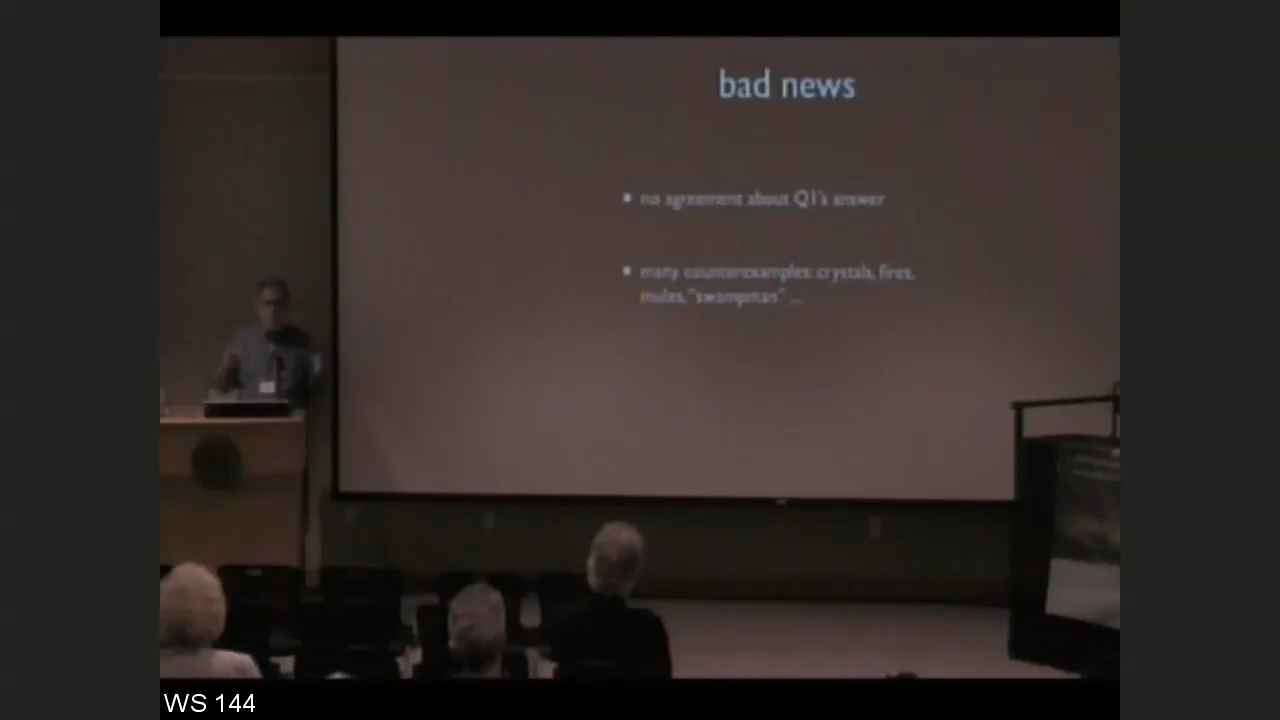 bad news
• no agreement about Q1's answer
• many counterexamples: crystals, fires,
mules, "swampman" ...
WS 144